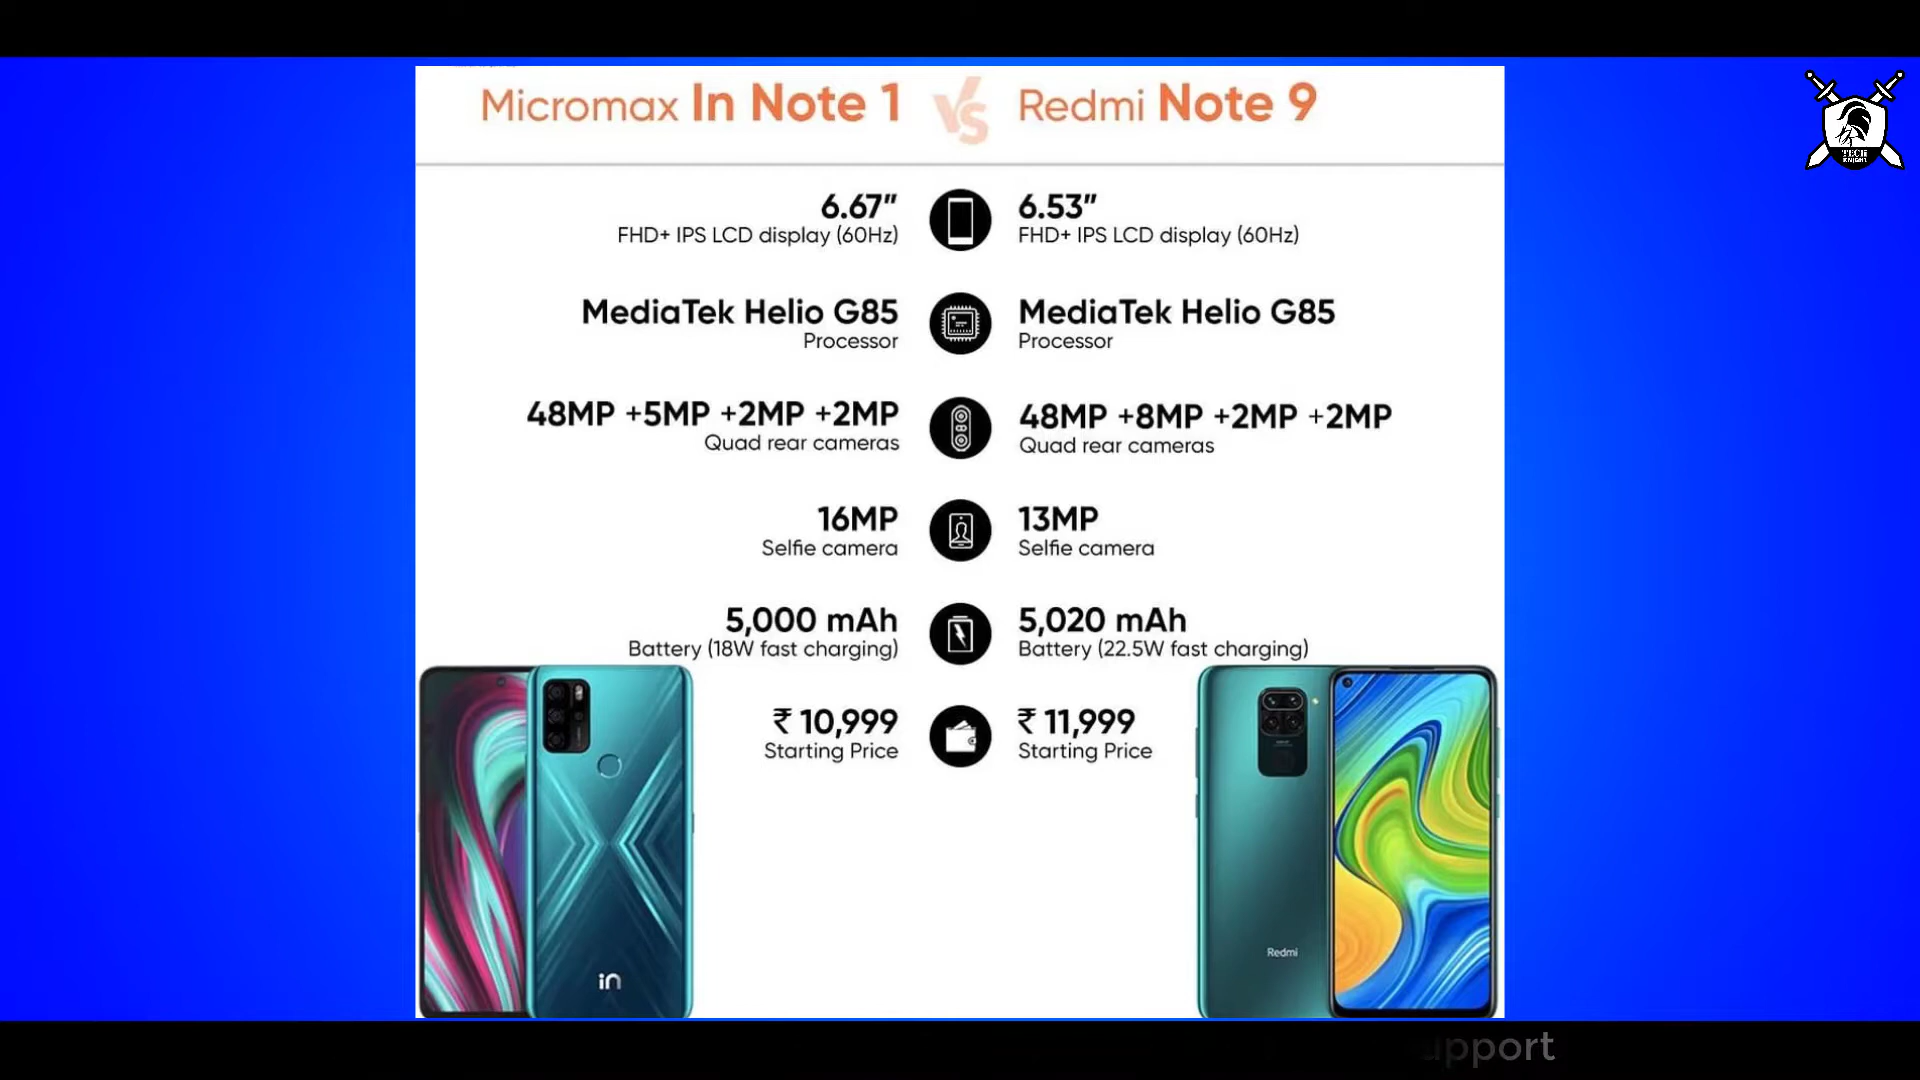 Micromax In Note 1 VS Redmi Note 9
6.67"
FHD+ IPS LCD display (60Hz)
6.53"
FHD+ IPS LCD display (60Hz)
MediaTek Helio G85
Processor
MediaTek Helio G85
Processor
48MP +5MP +2MP +2MP
Quad rear cameras
48MP +8MP +2MP +2MP
Quad rear cameras
16MP
Selfie camera
13MP
Selfie camera
5,000 mAh
Battery (18W fast charging)
5,020 mAh
Battery (22.5W fast charging)
₹ 10,999
Starting Price
₹ 11,999
Starting Price
in
Redmi
TECH
KNIGHT